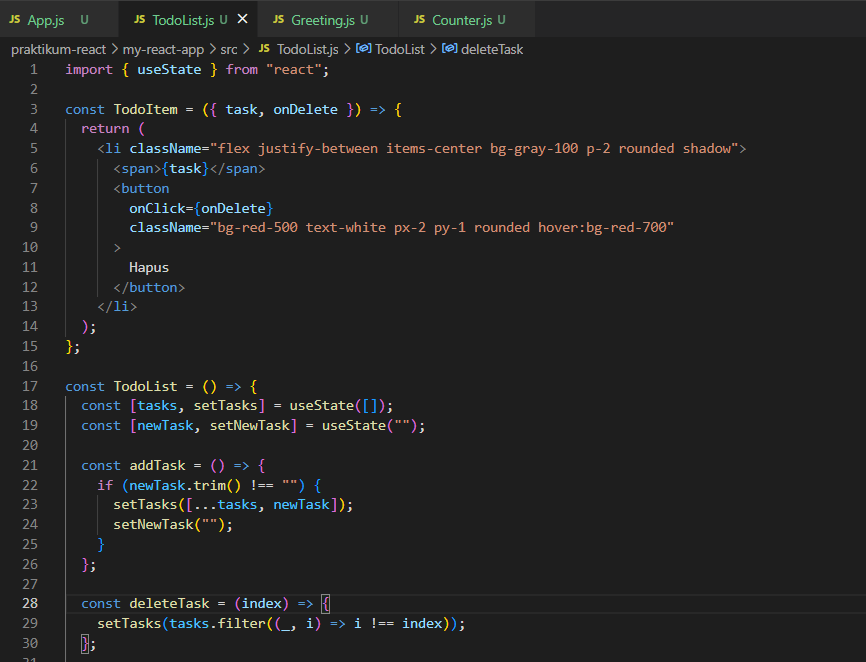 JS App.js U JS TodoList.js U × JS Greeting.js U JS Counter.js U
praktikum-react > my-react-app > src > JS TodoList.js > TodoList > deleteTask
1 import { useState } from "react";
2
3 const TodoItem = ({ task, onDelete }) => {
4   return (
5     <li className="flex justify-between items-center bg-gray-100 p-2 rounded shadow">
6       <span>{task}</span>
7       <button
8         onClick={onDelete}
9         className="bg-red-500 text-white px-2 py-1 rounded hover:bg-red-700"
10       >
11         Hapus
12       </button>
13     </li>
14   );
15 };
16
17 const TodoList = () => {
18   const [tasks, setTasks] = useState([]);
19   const [newTask, setNewTask] = useState("");
20
21   const addTask = () => {
22     if (newTask.trim() !== "") {
23       setTasks([...tasks, newTask]);
24       setNewTask("");
25     }
26   };
27
28   const deleteTask = (index) => {
29     setTasks(tasks.filter((_, i) => i !== index));
30   };
31